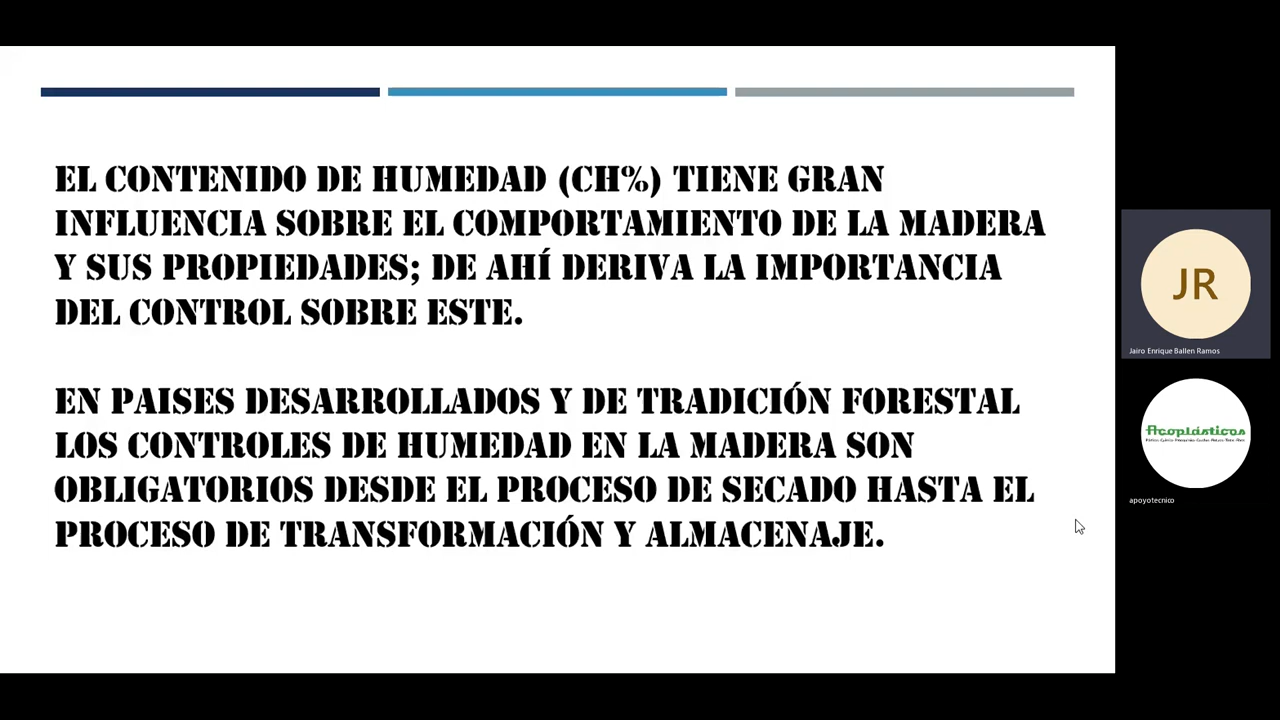 EL CONTENIDO DE HUMEDAD (CH%) TIENE GRAN
INFLUENCIA SOBRE EL COMPORTAMIENTO DE LA MADERA
Y SUS PROPIEDADES; DE AHÍ DERIVA LA IMPORTANCIA
DEL CONTROL SOBRE ESTE.
EN PAISES DESARROLLADOS Y DE TRADICIÓN FORESTAL
LOS CONTROLES DE HUMEDAD EN LA MADERA SON
OBLIGATORIOS DESDE EL PROCESO DE SECADO HASTA EL
PROCESO DE TRANSFORMACIÓN Y ALMACENAJE.
JR
Jairo Enrique Ballen Ramos
Acoplásticos
apoyotecnico